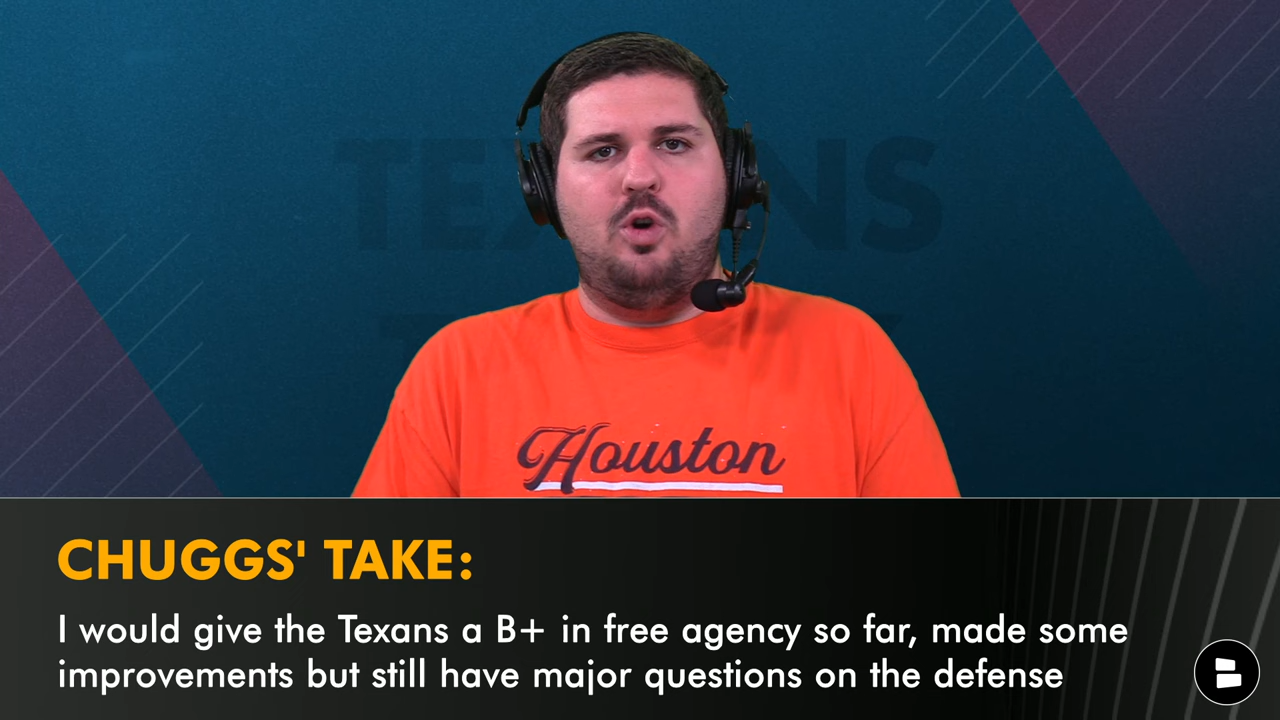 TEXANS
Houston
CHUGGS' TAKE:
I would give the Texans a B+ in free agency so far, made some
improvements but still have major questions on the defense